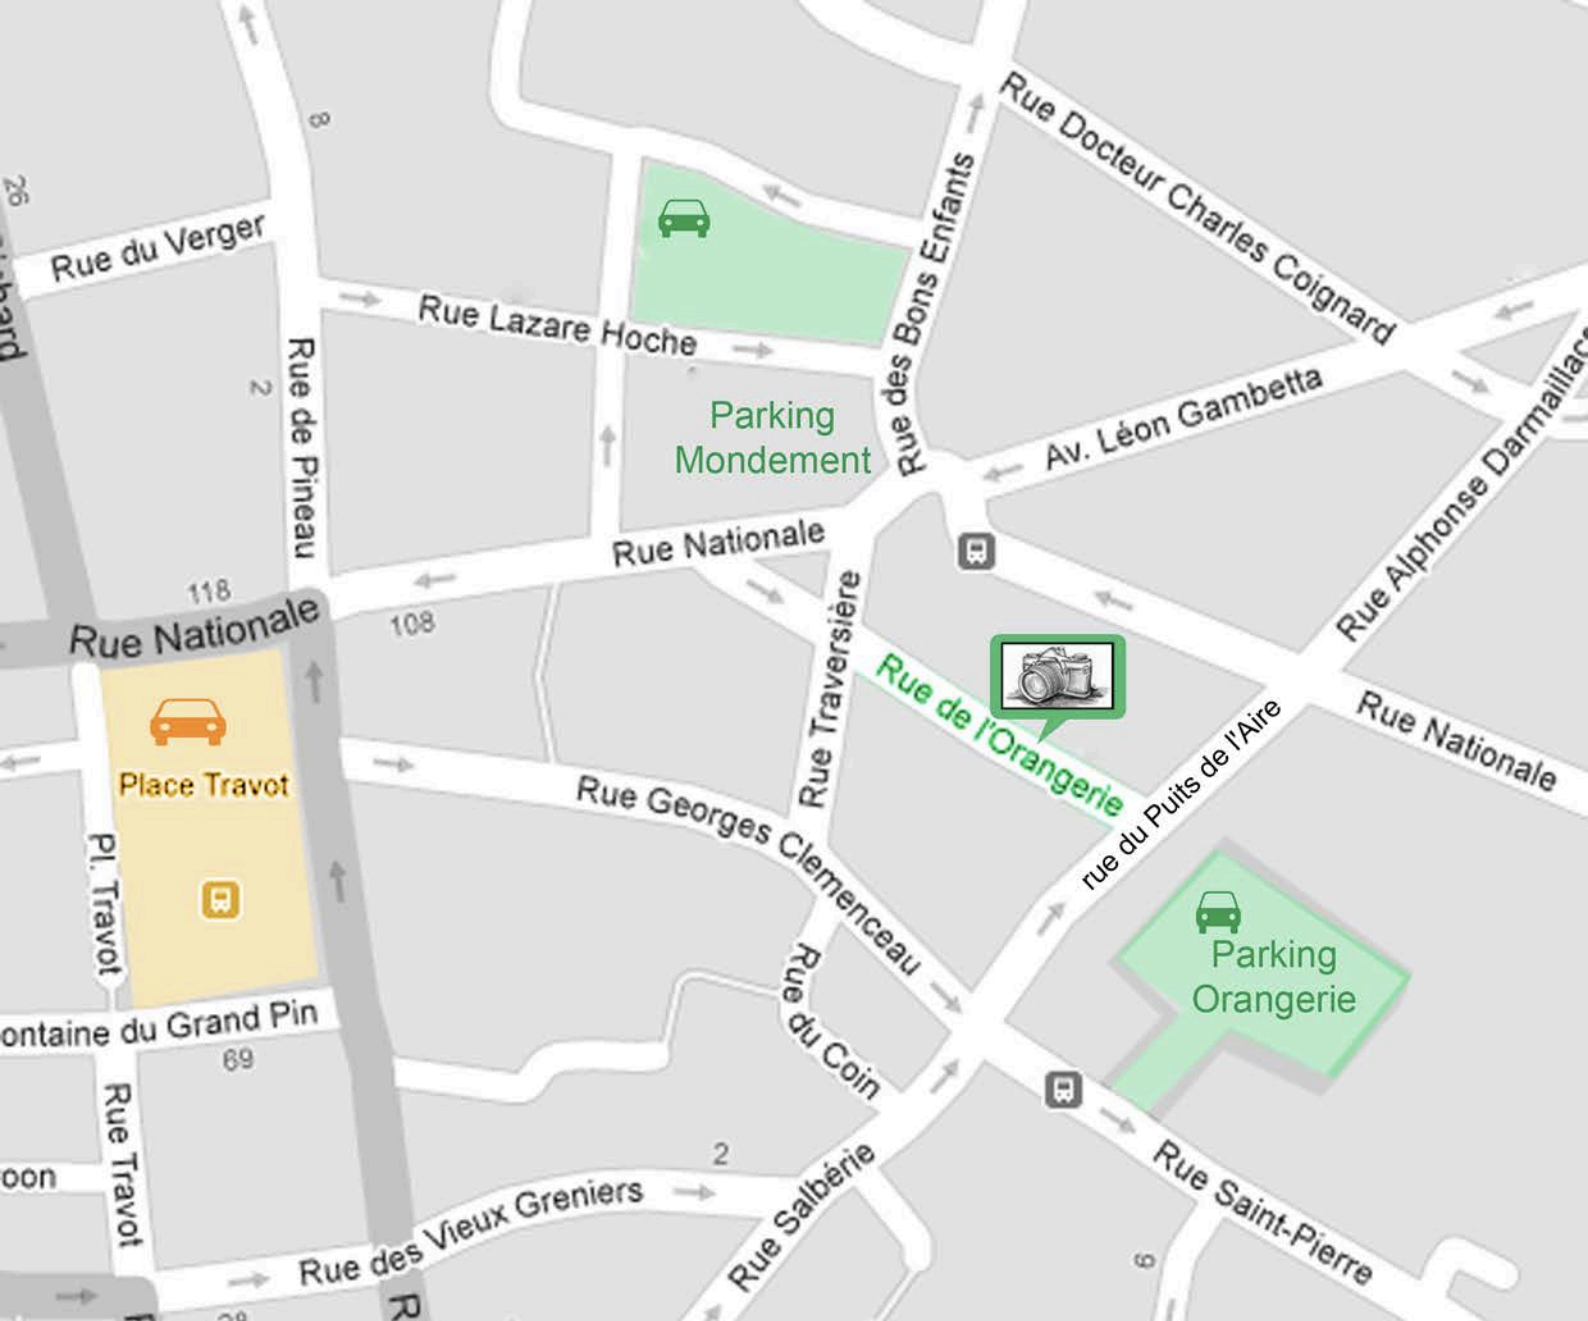 8
26
Rue Docteur Charles Coignard
Rue du Verger
Rue des Bons Enfants
Rue Lazare Hoche
Rue de Pineau
2
Parking
Mondement
Av. Léon Gambetta
Rue Alphonse Darmaillac
Rue Nationale
118
Rue Nationale
108
Rue Traversière
Rue de l'Orangerie
rue du Puits de l'Aire
Rue Nationale
Place Travot
Rue Georges Clemenceau
Pl. Travot
Parking
Orangerie
Rue du Coin
ontaine du Grand Pin
69
Rue Travot
oon
2
Rue des Vieux Greniers
Rue Salbérie
Rue Saint-Pierre
R